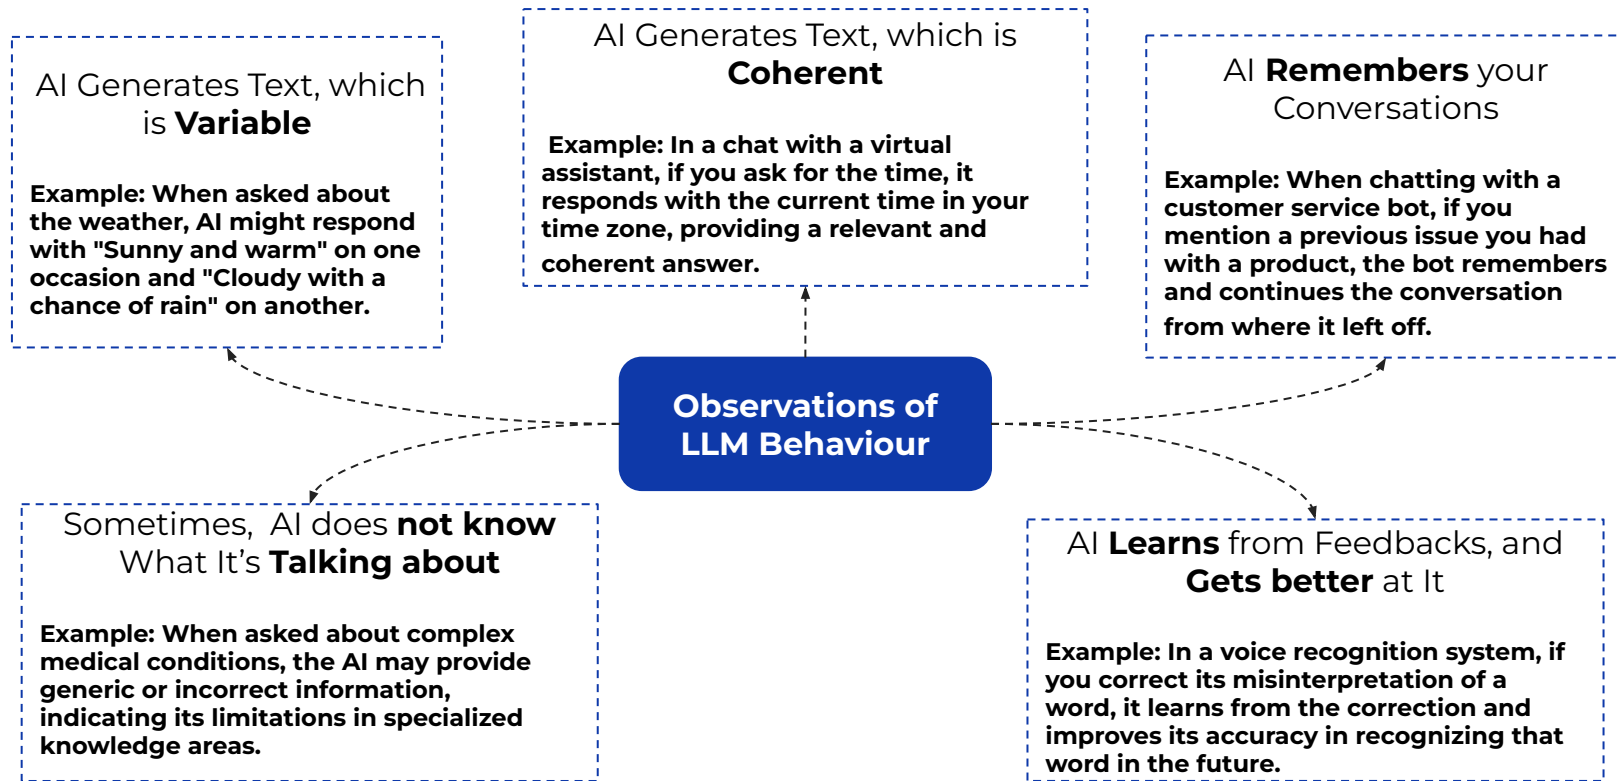 AI Generates Text, which
is Variable
Example: When asked about
the weather, AI might respond
with "Sunny and warm" on one
occasion and "Cloudy with a
chance of rain" on another.
AI Generates Text, which is
Coherent
Example: In a chat with a virtual
assistant, if you ask for the time, it
responds with the current time in your
time zone, providing a relevant and
coherent answer.
AI Remembers your
Conversations
Example: When chatting with a
customer service bot, if you
mention a previous issue you had
with a product, the bot remembers
and continues the conversation
from where it left off.
Observations of
LLM Behaviour
Sometimes, AI does not know
What It’s Talking about
Example: When asked about complex
medical conditions, the AI may provide
generic or incorrect information,
indicating its limitations in specialized
knowledge areas.
AI Learns from Feedbacks, and
Gets better at It
Example: In a voice recognition system, if
you correct its misinterpretation of a
word, it learns from the correction and
improves its accuracy in recognizing that
word in the future.